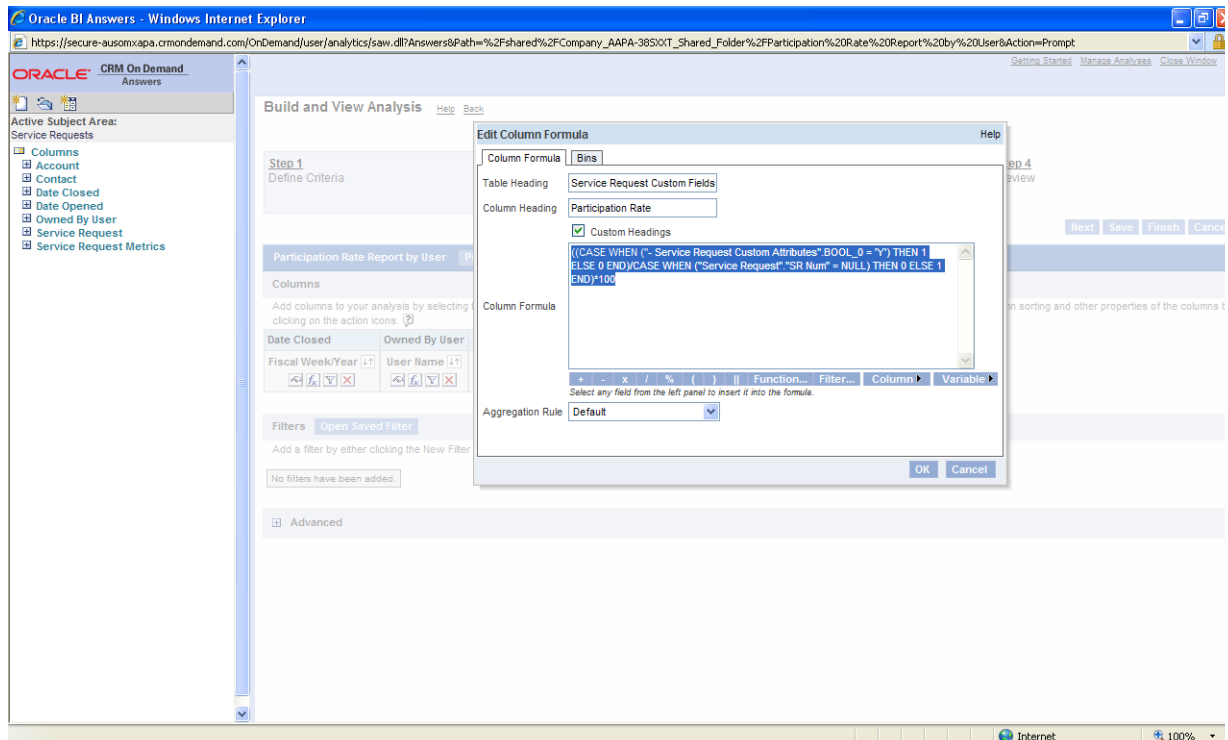 Oracle BI Answers - Windows Internet Explorer
https://secure-ausomxapa.crmondemand.com/OnDemand/user/analytics/saw.dll?Answers&Path=%2Fshared%2FCompany_AAPA-38SXXT_Shared_Folder%2FParticipation%20Rate%20Report%20by%20User&Action=Prompt
ORACLE CRM On Demand
Answers
Getting Started Manage Analyses Close Window
Active Subject Area:
Service Requests
Columns
Account
Contact
Date Closed
Date Opened
Owned By User
Service Request
Service Request Metrics
Build and View Analysis Help Back
Step 1
Define Criteria
ep 4
eview
Next Save Finish Cance
Participation Rate Report by User
Columns
Add columns to your analysis by selecting
clicking on the action icons.
n sorting and other properties of the columns b
Date Closed Owned By User
Fiscal Week/Year User Name
Filters Open Saved Filter
Add a filter by either clicking the New Filter
No filters have been added.
Advanced
Edit Column Formula Help
Column Formula Bins
Table Heading Service Request Custom Fields
Column Heading Participation Rate
Custom Headings
Column Formula
((CASE WHEN ("- Service Request Custom Attributes".BOOL_0 = "Y") THEN 1
ELSE 0 END)/CASE WHEN ("Service Request"."SR Num" = NULL) THEN 0 ELSE 1
END)*100
+ - x / % ( ) || Function... Filter... Column Variable
Select any field from the left panel to insert it into the formula.
Aggregation Rule Default
OK Cancel
Internet 100%